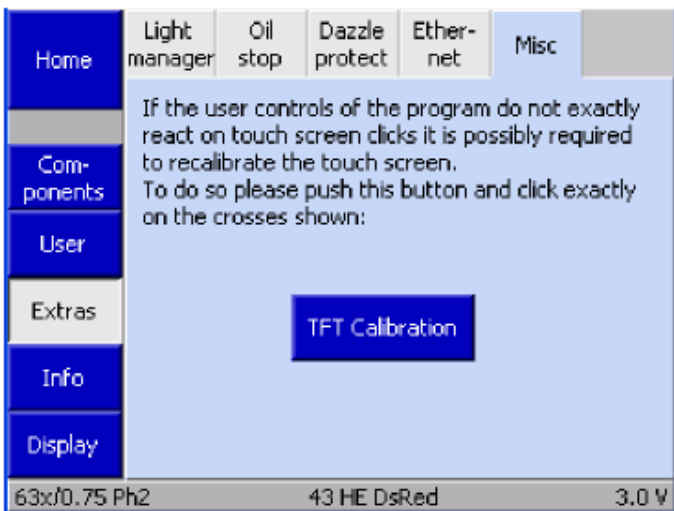 Home
Light
manager
Oil
stop
Dazzle
protect
Ether-
net
Misc
If the user controls of the program do not exactly
react on touch screen clicks it is possibly required
to recalibrate the touch screen.
To do so please push this button and click exactly
on the crosses shown:
TFT Calibration
Com-
ponents
User
Extras
Info
Display
63x/0.75 Ph2
43 HE DsRed
3.0 V